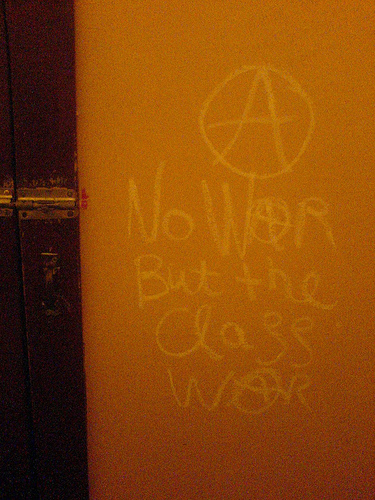 A
No WAR
But the
Class
WAR